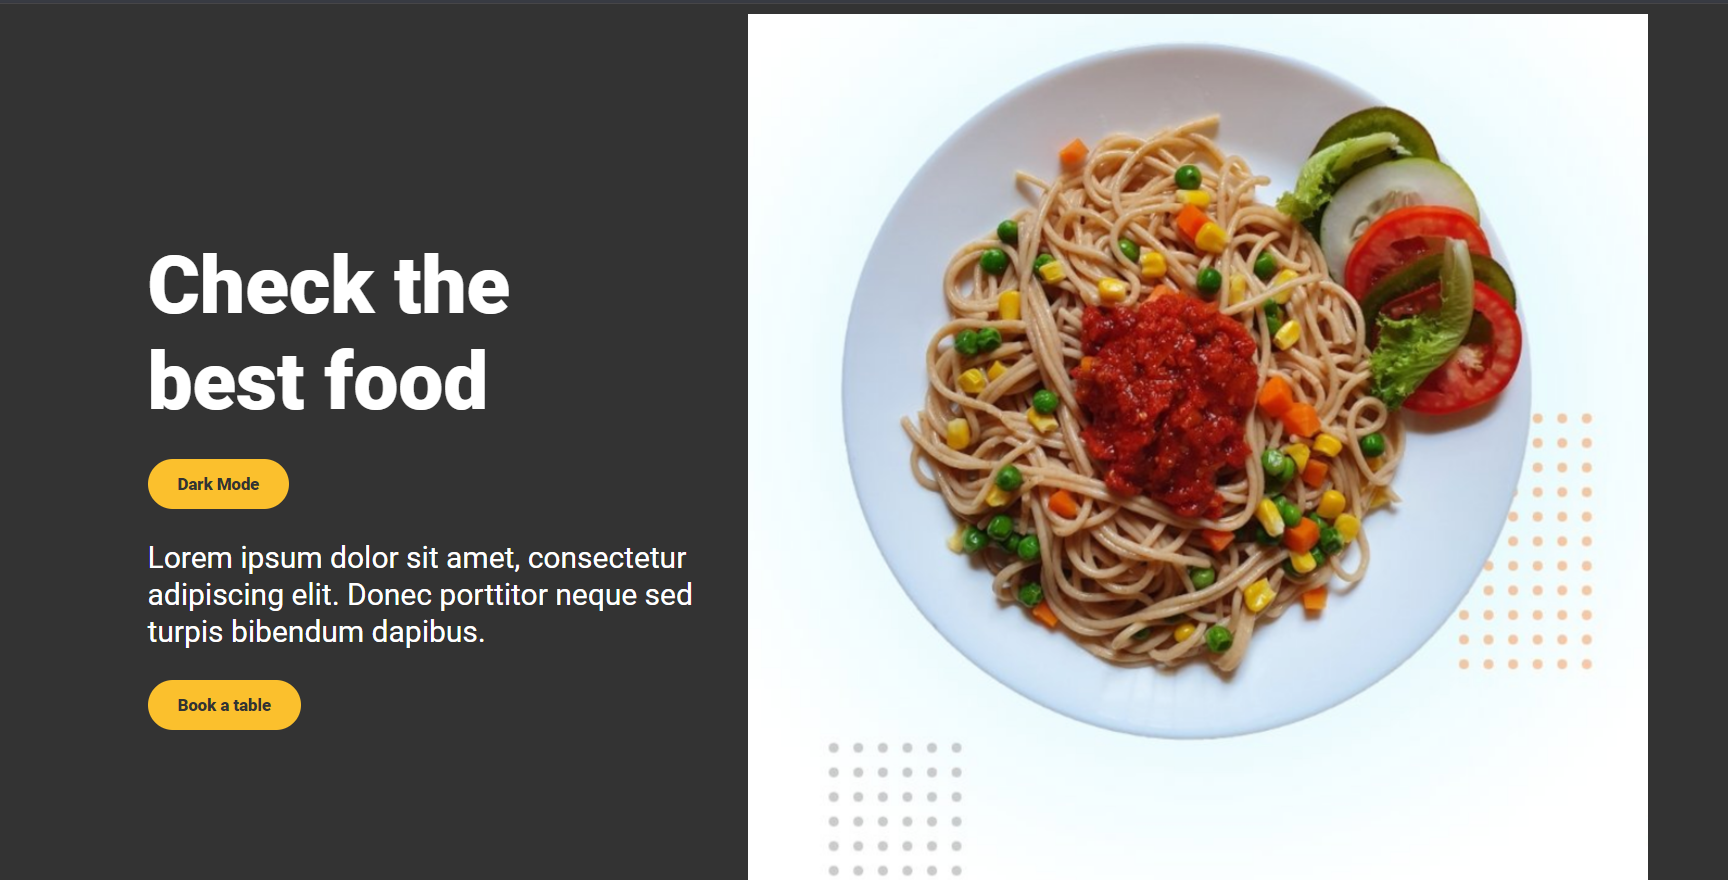 Check the
best food
Dark Mode
Lorem ipsum dolor sit amet, consectetur
adipiscing elit. Donec porttitor neque sed
turpis bibendum dapibus.
Book a table